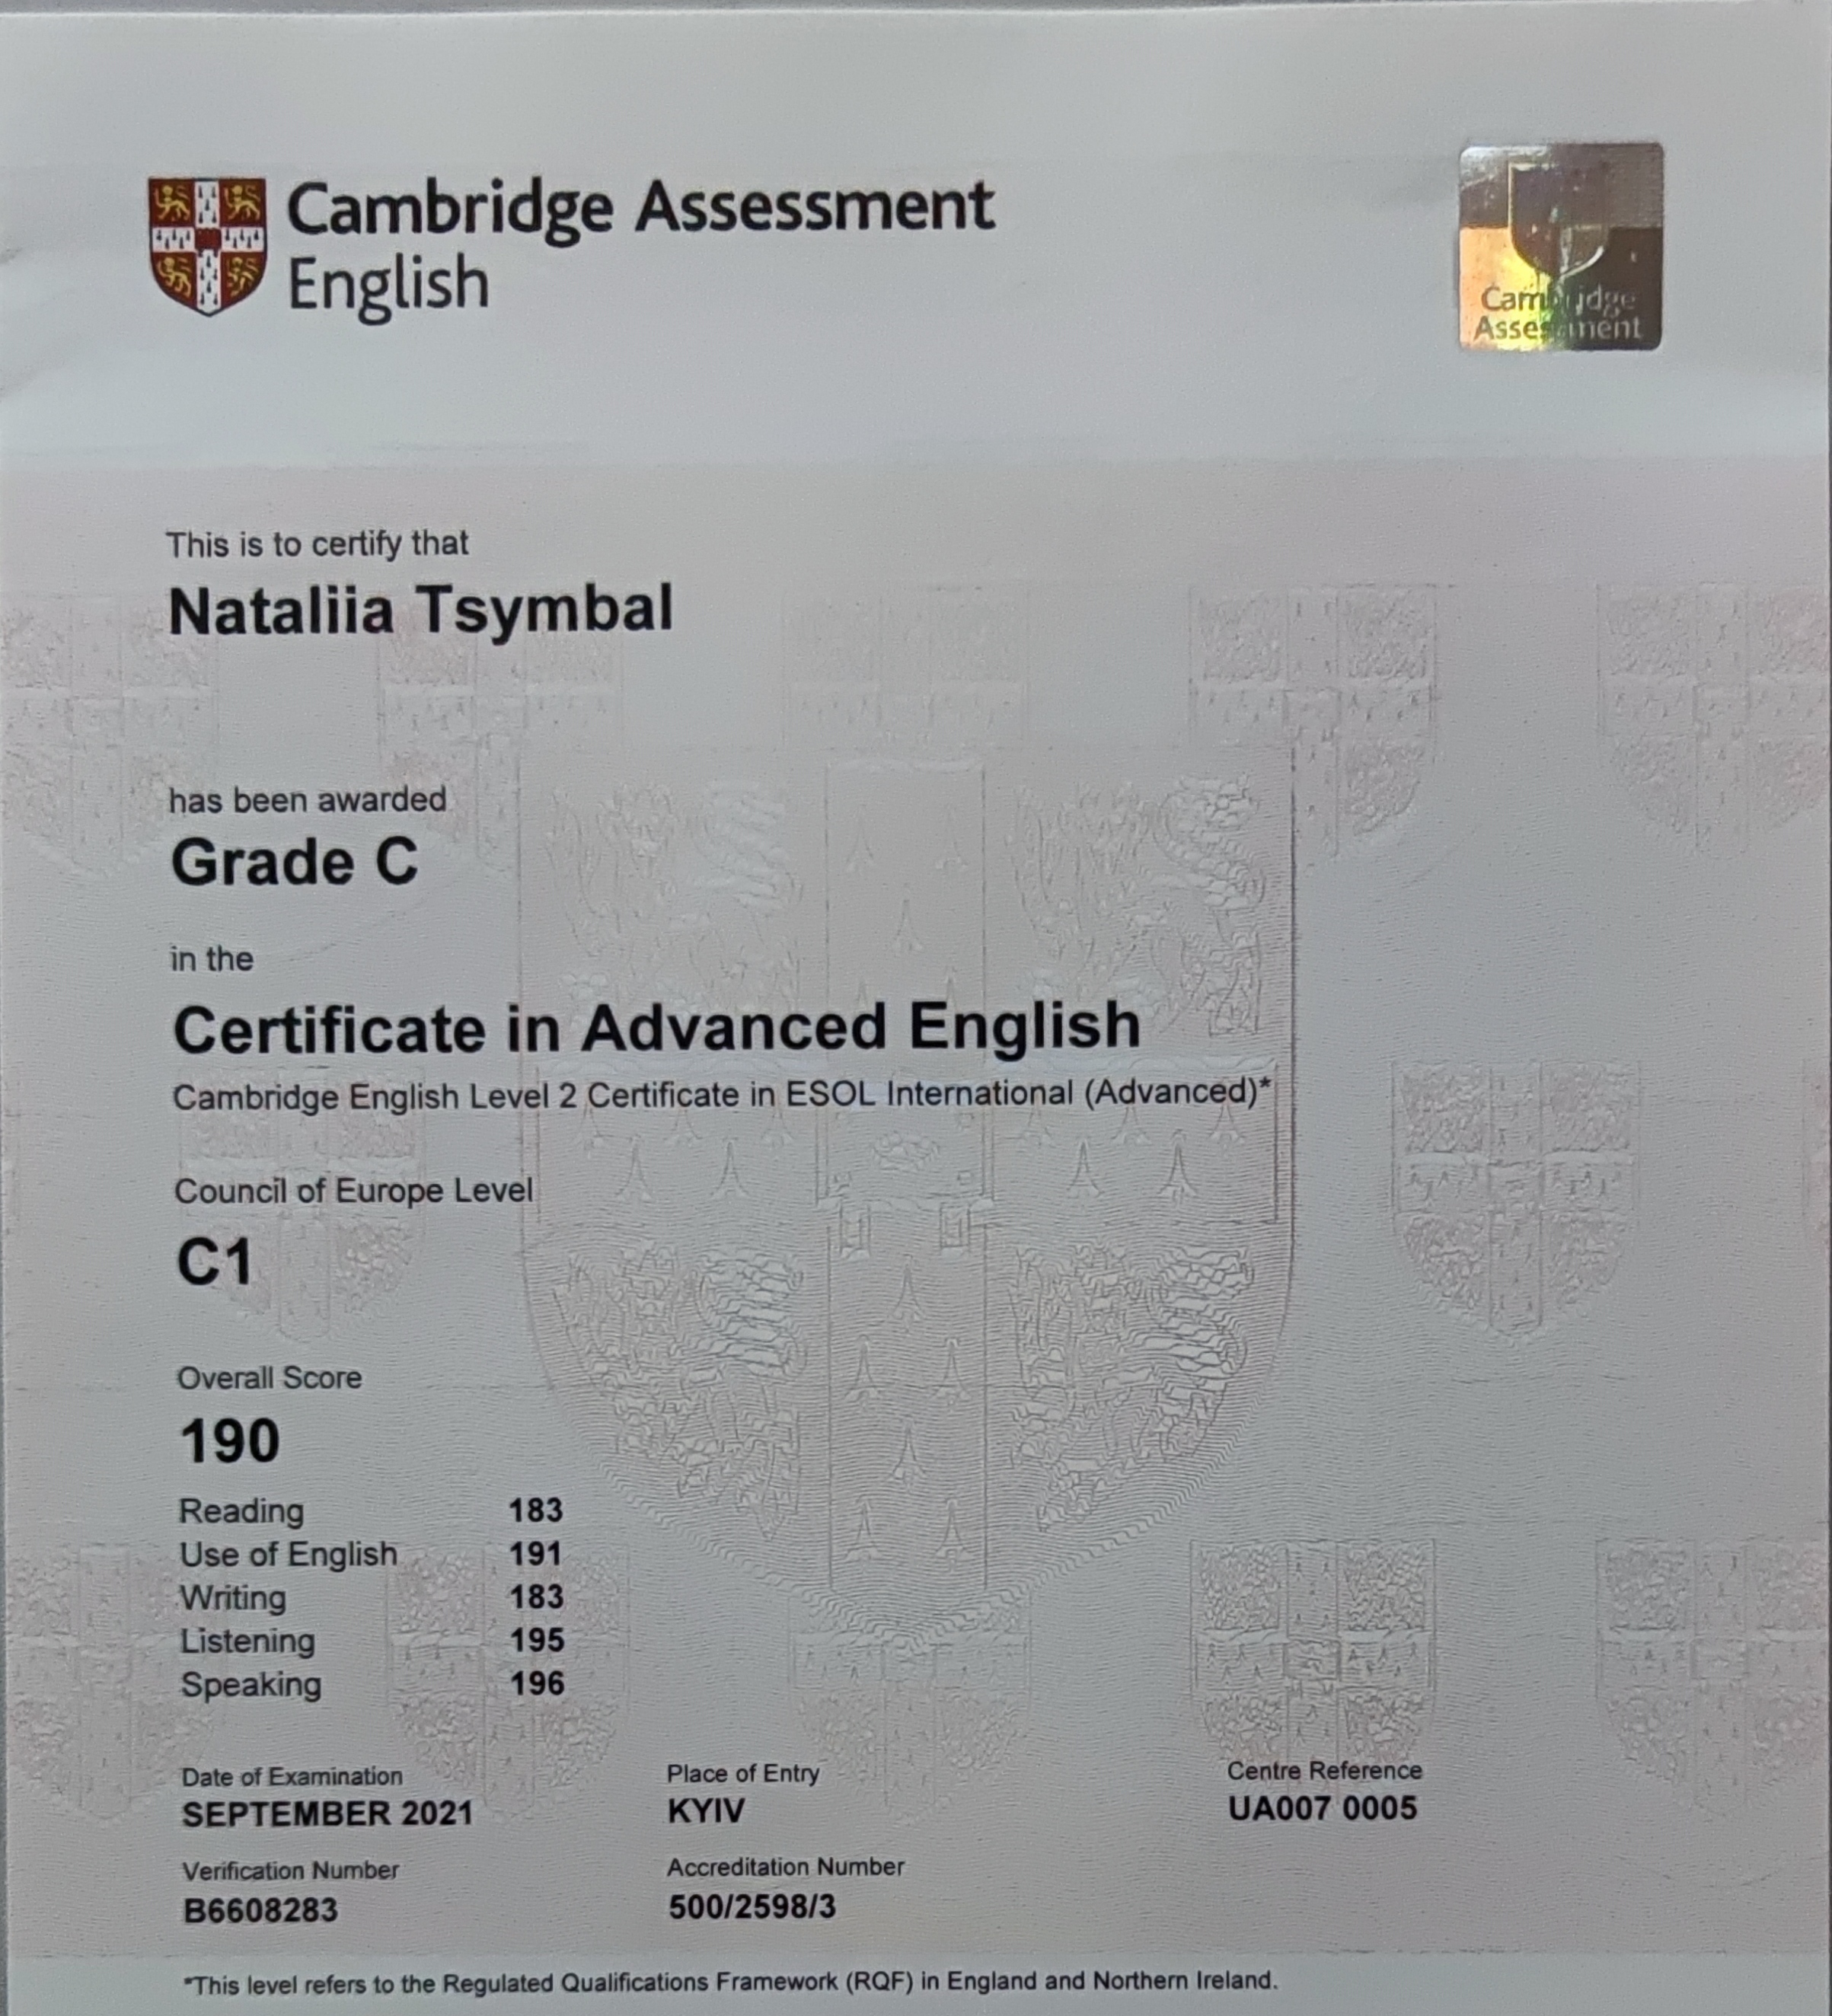 Cambridge Assessment
English
Cambridge
Assessment
This is to certify that
Nataliia Tsymbal
has been awarded
Grade C
in the
Certificate in Advanced English
Cambridge English Level 2 Certificate in ESOL International (Advanced)*
Council of Europe Level
C1
Overall Score
190
Reading 183
Use of English 191
Writing 183
Listening 195
Speaking 196
Date of Examination Place of Entry Centre Reference
SEPTEMBER 2021 KYIV UA007 0005
Verification Number Accreditation Number
B6608283 500/2598/3
*This level refers to the Regulated Qualifications Framework (RQF) in England and Northern Ireland.